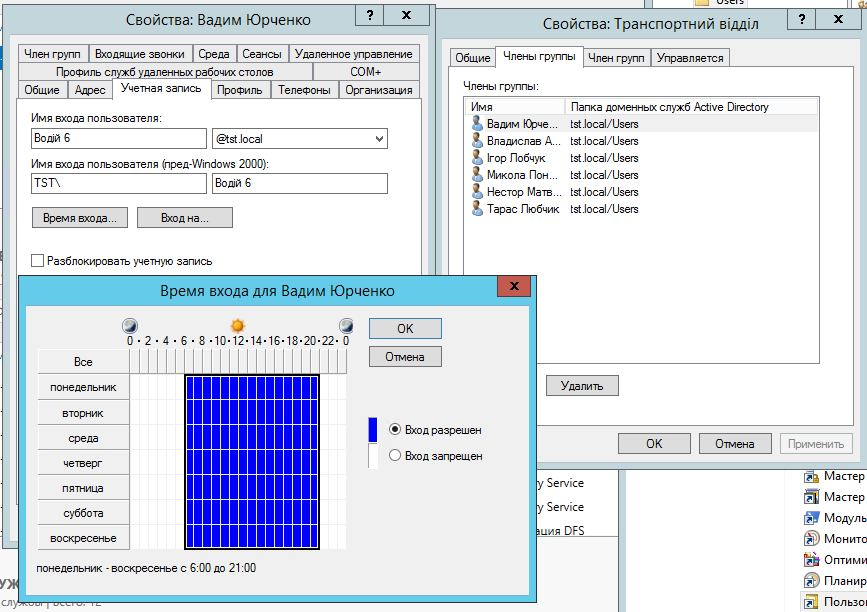 Свойства: Вадим Юрченко
? X
Член групп Входящие звонки Среда Сеансы Удаленное управление
Профиль служб удаленных рабочих столов COM+
Общие Адрес Учетная запись Профиль Телефоны Организация
Имя входа пользователя:
Водій 6 @tst.local
Имя входа пользователя (пред-Windows 2000):
TST\ Водій 6
Время входа... Вход на...
Разблокировать учетную запись
Users
Свойства: Транспортний відділ
? X
Общие Члены группы Член групп Управляется
Члены группы:
Имя Папка доменных служб Active Directory
Вадим Юрче... tst.local/Users
Владислав А... tst.local/Users
Ігор Лобчук tst.local/Users
Микола Пон... tst.local/Users
Нестор Матв... tst.local/Users
Тарас Любчик tst.local/Users
Удалить
OK Отмена Применить
Время входа для Вадим Юрченко
X
0 · 2 · 4 · 6 · 8 · 10 · 12 · 14 · 16 · 18 · 20 · 22 · 0
Все
понедельник
вторник
среда
четверг
пятница
суббота
воскресенье
OK
Отмена
Вход разрешен
Вход запрещен
понедельник - воскресенье с 6:00 до 21:00
ry Service
ry Service
ация DFS
Мастер
Мастер
Модуль
Монито
Оптими
Планир
Пользо